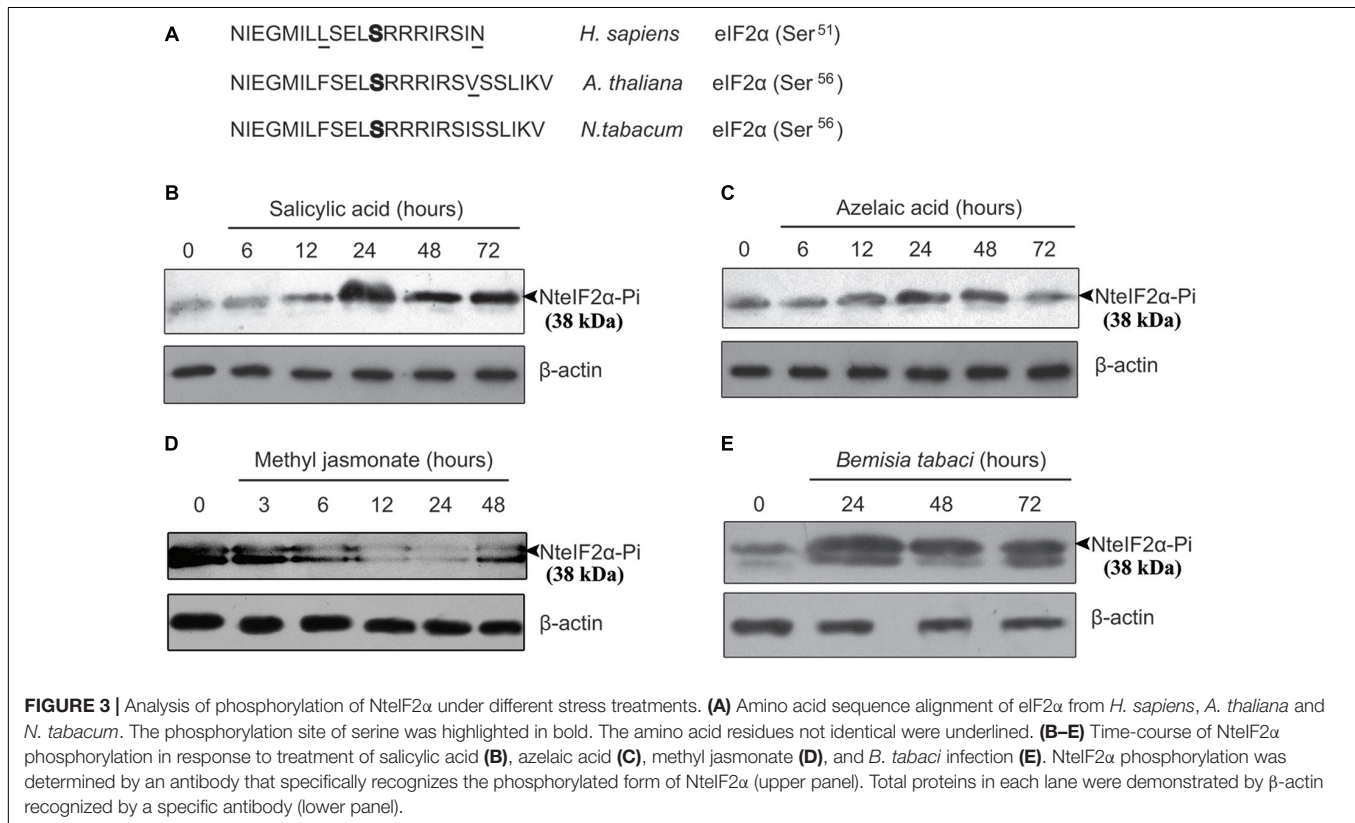 A
NIEGMILLSELSRRRIRSIN H. sapiens eIF2α (Ser 51)
NIEGMILFSELSRRRIRSVSSLIKV A. thaliana eIF2α (Ser 56)
NIEGMILFSELSRRRIRSISSLIKV N.tabacum eIF2α (Ser 56)
B
Salicylic acid (hours)
0 6 12 24 48 72
NteIF2α-Pi
(38 kDa)
β-actin
C
Azelaic acid (hours)
0 6 12 24 48 72
NteIF2α-Pi
(38 kDa)
β-actin
D
Methyl jasmonate (hours)
0 3 6 12 24 48
NteIF2α-Pi
(38 kDa)
β-actin
E
Bemisia tabaci (hours)
0 24 48 72
NteIF2α-Pi
(38 kDa)
β-actin
FIGURE 3 | Analysis of phosphorylation of NteIF2α under different stress treatments. (A) Amino acid sequence alignment of eIF2α from H. sapiens, A. thaliana and
N. tabacum. The phosphorylation site of serine was highlighted in bold. The amino acid residues not identical were underlined. (B–E) Time-course of NteIF2α
phosphorylation in response to treatment of salicylic acid (B), azelaic acid (C), methyl jasmonate (D), and B. tabaci infection (E). NteIF2α phosphorylation was
determined by an antibody that specifically recognizes the phosphorylated form of NteIF2α (upper panel). Total proteins in each lane were demonstrated by β-actin
recognized by a specific antibody (lower panel).